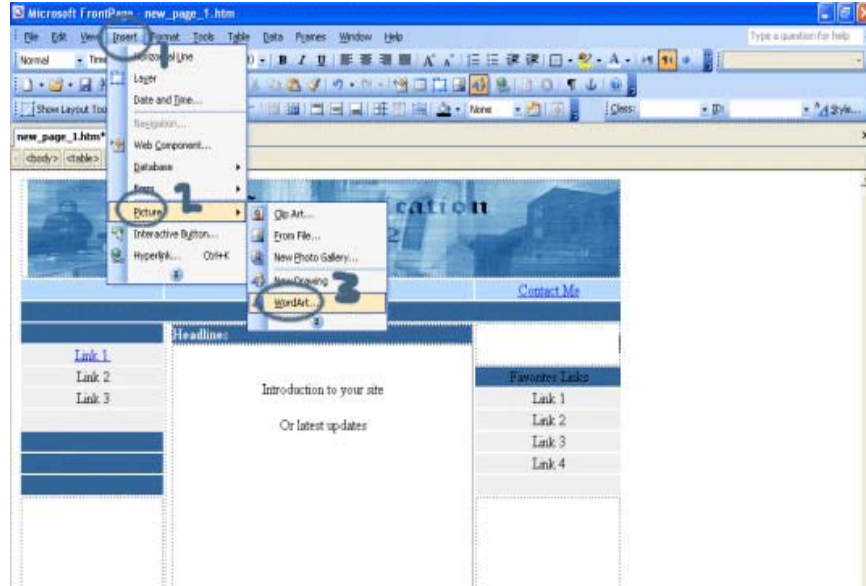 Microsoft FrontPage - new_page_1.htm
File Edit View Insert Format Tools Table Data Frames Window Help
Type a question for help
Normal
B I U
A
Show Layout Too
None
Class:
ID:
Style...
new_page_1.htm*
<body> <table>
1
Horizontal Line
Layer
Date and Time...
Navigation...
Web Component...
Database
Form
2
Picture
Interactive Button...
Hyperlink... Ctrl+K
Clip Art...
From File...
New Photo Gallery...
New Drawing
3
WordArt...
Contact Me
Headlines
Link 1
Link 2
Link 3
Introduction to your site
Or latest updates
Favorites Links
Link 1
Link 2
Link 3
Link 4